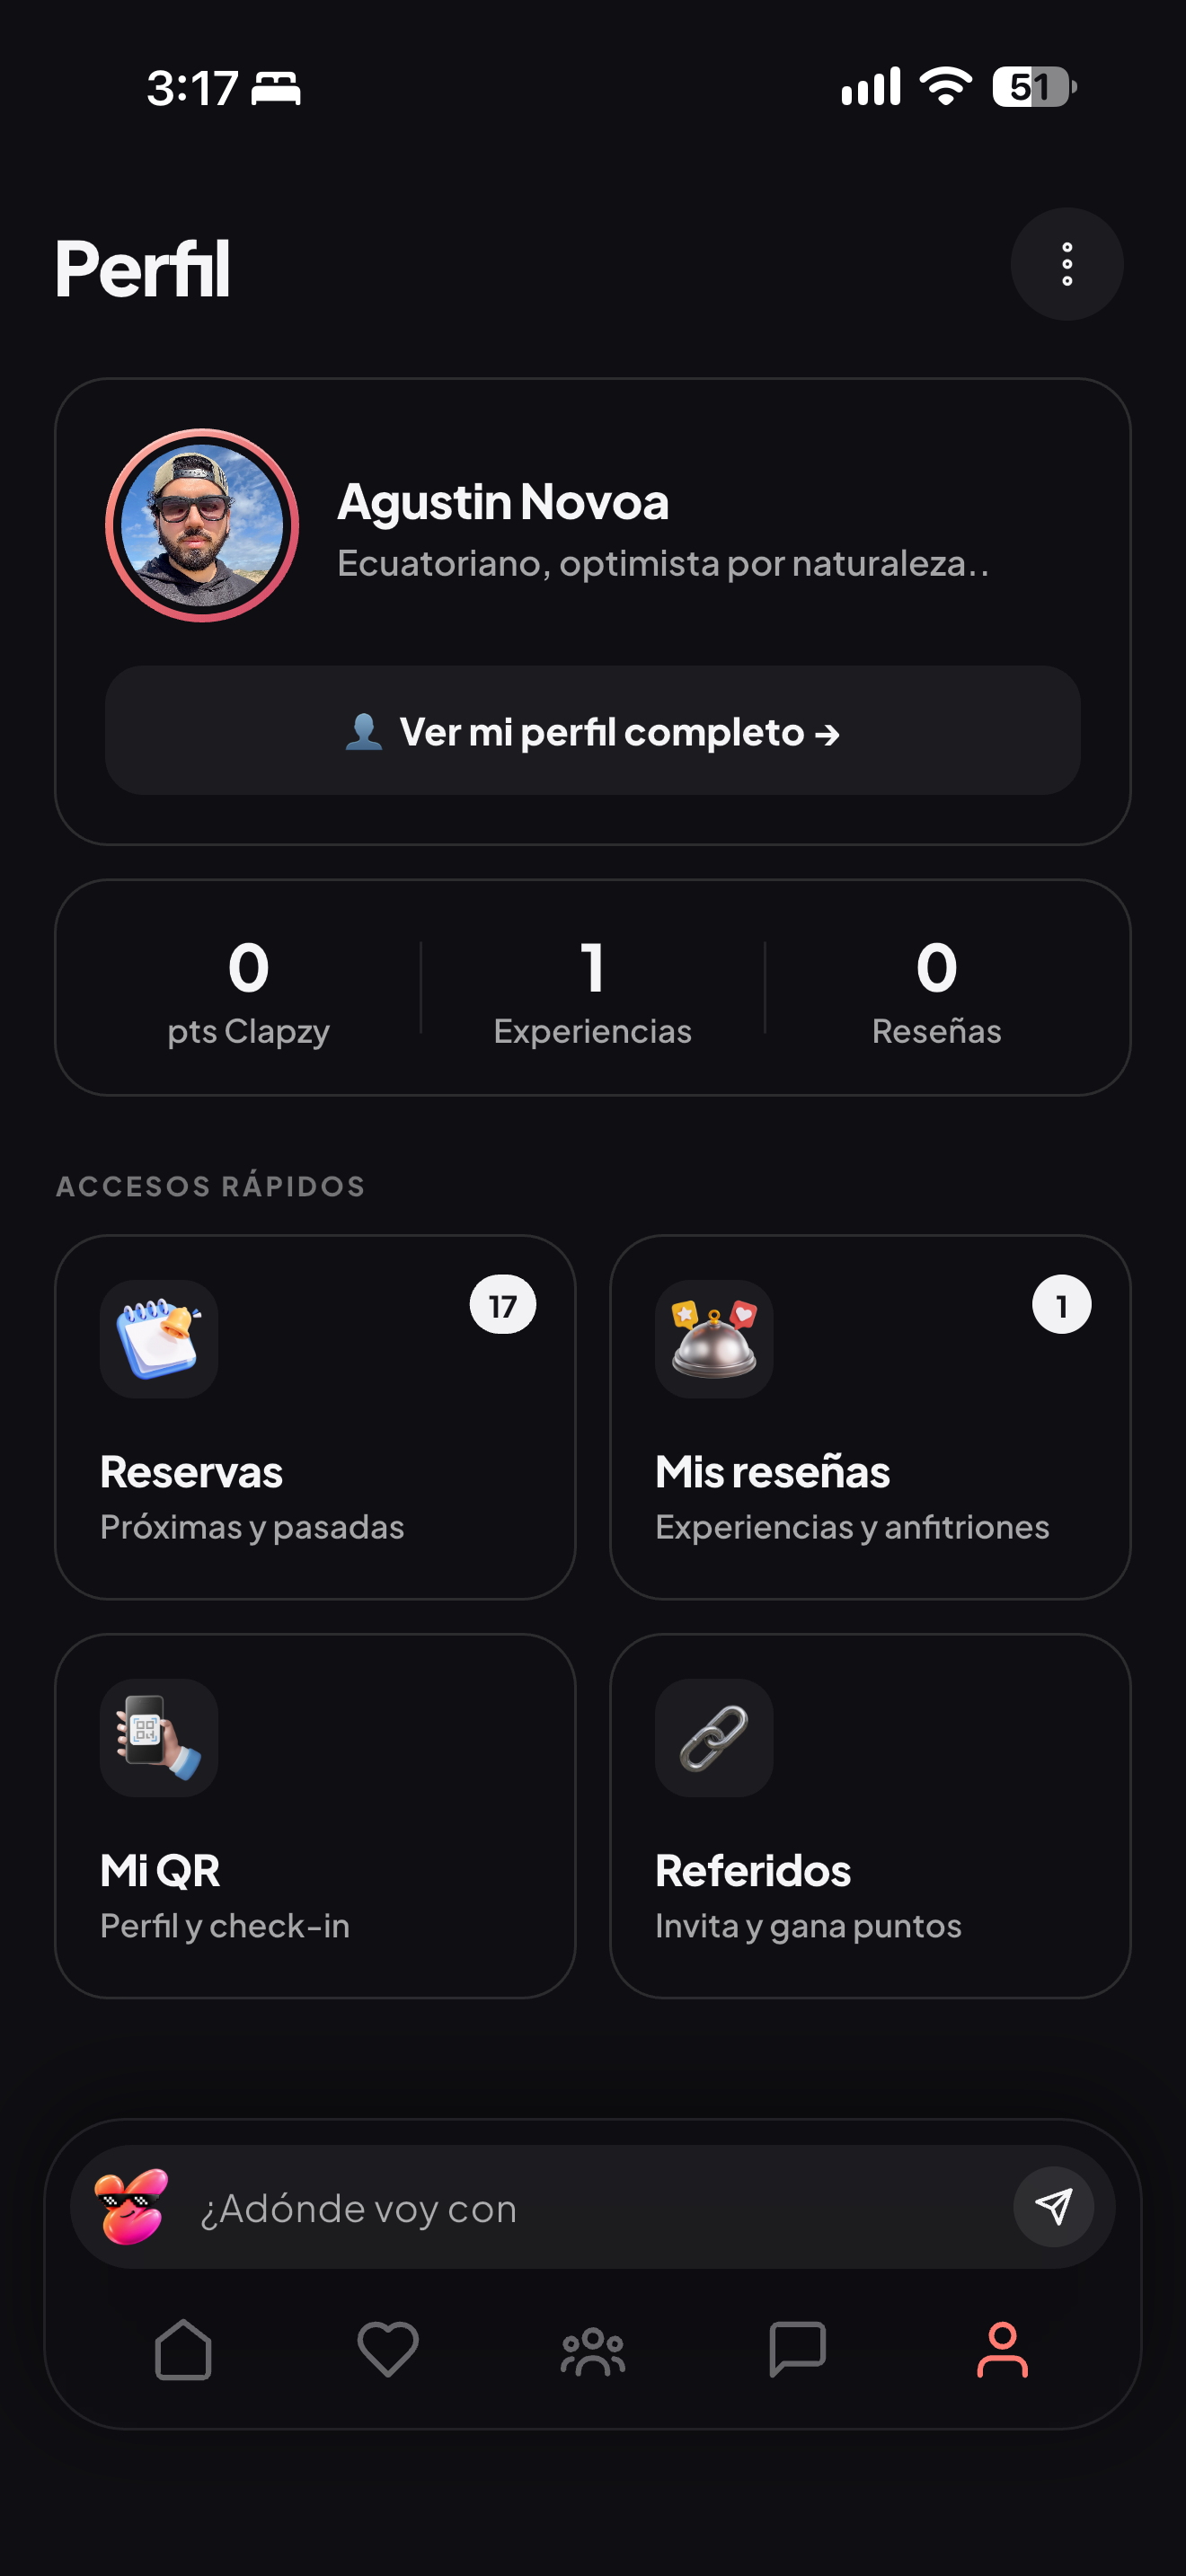 3:17
51
Perfil
Agustin Novoa
Ecuatoriano, optimista por naturaleza..
Ver mi perfil completo →
0
pts Clapzy
1
Experiencias
0
Reseñas
ACCESOS RÁPIDOS
17
Reservas
Próximas y pasadas
1
Mis reseñas
Experiencias y anfitriones
Mi QR
Perfil y check-in
Referidos
Invita y gana puntos
¿Adónde voy con